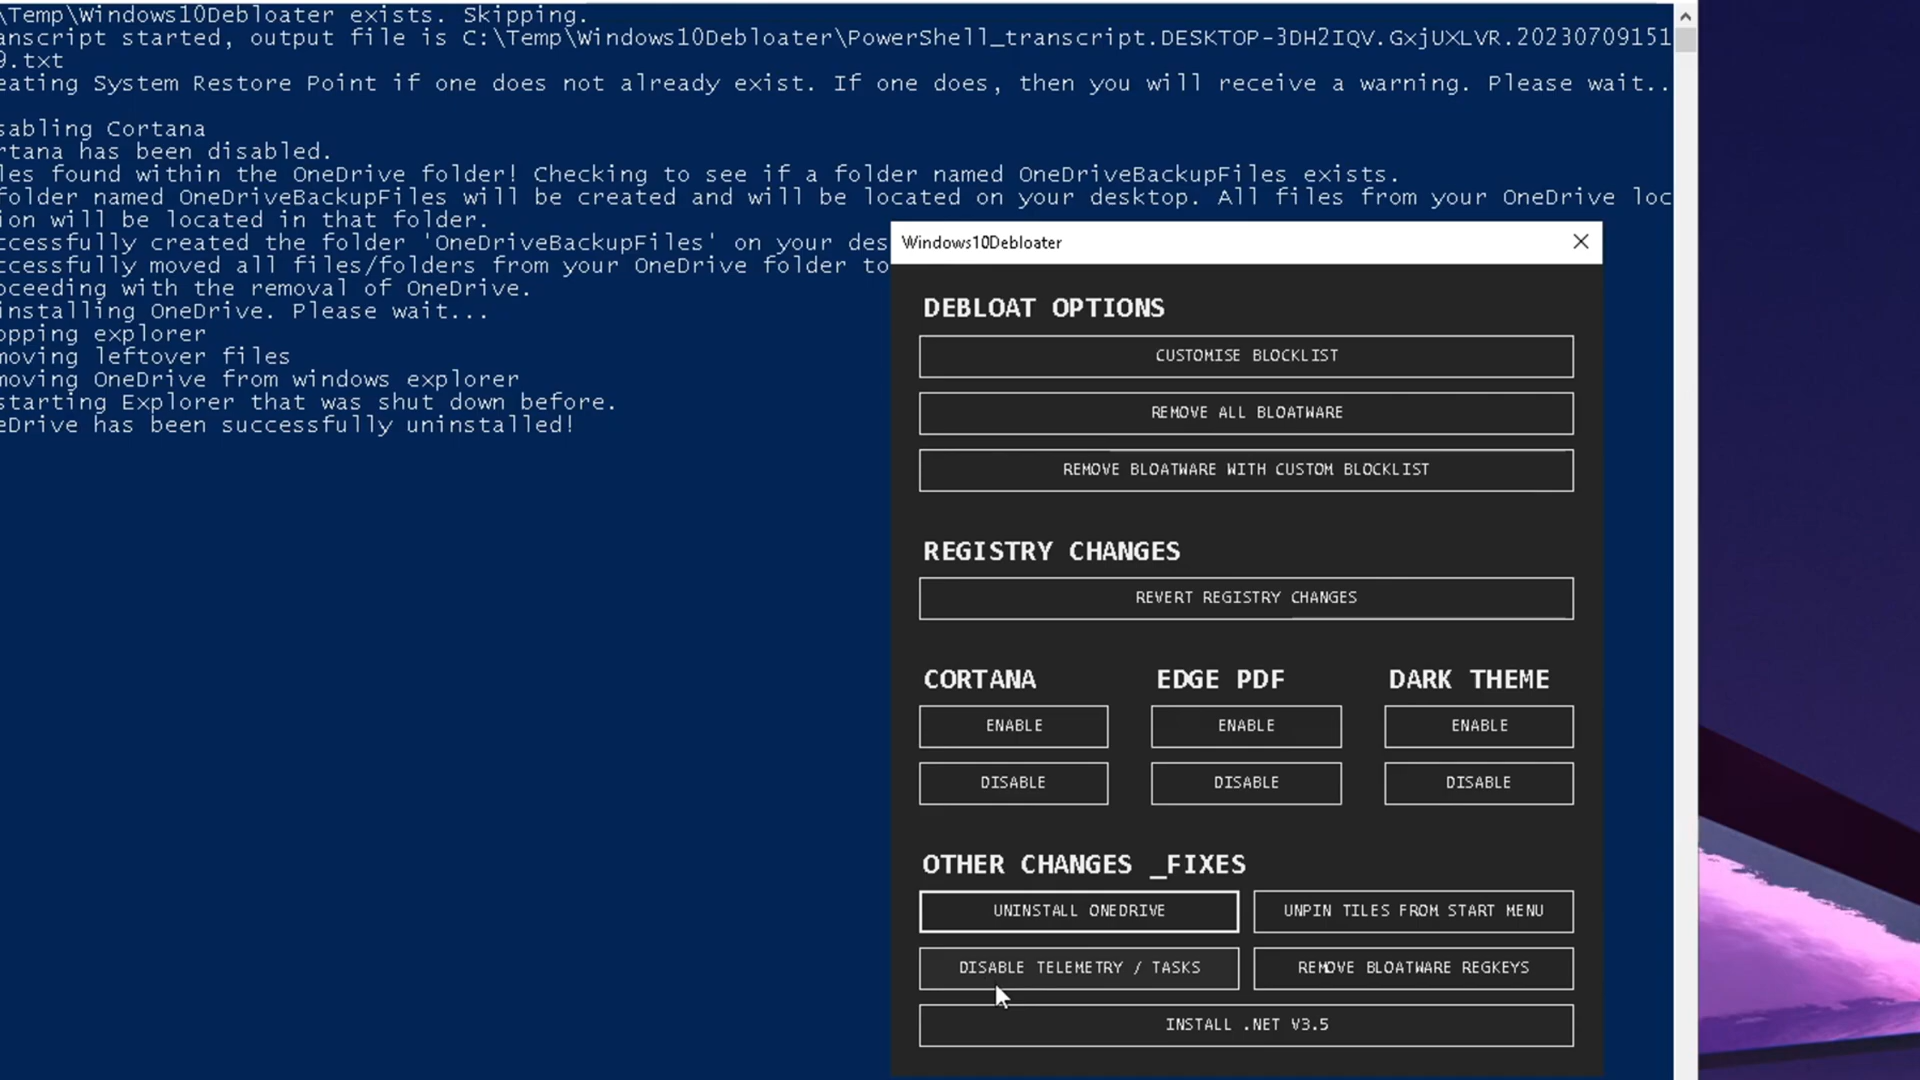 \Temp\Windows10Debloater exists. Skipping.
anscript started, output file is C:\Temp\Windows10Debloater\PowerShell_transcript.DESKTOP-3DH2IQV.GxjUXLVR.20230709151
9.txt
eating System Restore Point if one does not already exist. If one does, then you will receive a warning. Please wait..
sabling Cortana
rtana has been disabled.
les found within the OneDrive folder! Checking to see if a folder named OneDriveBackupFiles exists.
folder named OneDriveBackupFiles will be created and will be located on your desktop. All files from your OneDrive loc
ion will be located in that folder.
ccessfully created the folder 'OneDriveBackupFiles' on your des
ccessfully moved all files/folders from your OneDrive folder to
oceeding with the removal of OneDrive.
installing OneDrive. Please wait...
opping explorer
moving leftover files
moving OneDrive from windows explorer
starting Explorer that was shut down before.
eDrive has been successfully uninstalled!
Windows10Debloater
DEBLOAT OPTIONS
CUSTOMISE BLOCKLIST
REMOVE ALL BLOATWARE
REMOVE BLOATWARE WITH CUSTOM BLOCKLIST
REGISTRY CHANGES
REVERT REGISTRY CHANGES
CORTANA EDGE PDF DARK THEME
ENABLE ENABLE ENABLE
DISABLE DISABLE DISABLE
OTHER CHANGES _FIXES
UNINSTALL ONEDRIVE UNPIN TILES FROM START MENU
DISABLE TELEMETRY / TASKS REMOVE BLOATWARE REGKEYS
INSTALL .NET V3.5